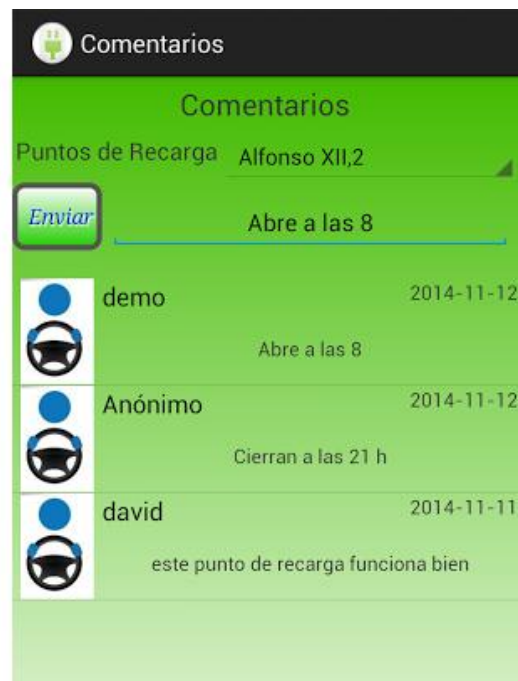 Comentarios
Comentarios
Puntos de Recarga Alfonso XII,2
Enviar Abre a las 8
demo 2014-11-12
Abre a las 8
Anónimo 2014-11-12
Cierran a las 21 h
david 2014-11-11
este punto de recarga funciona bien